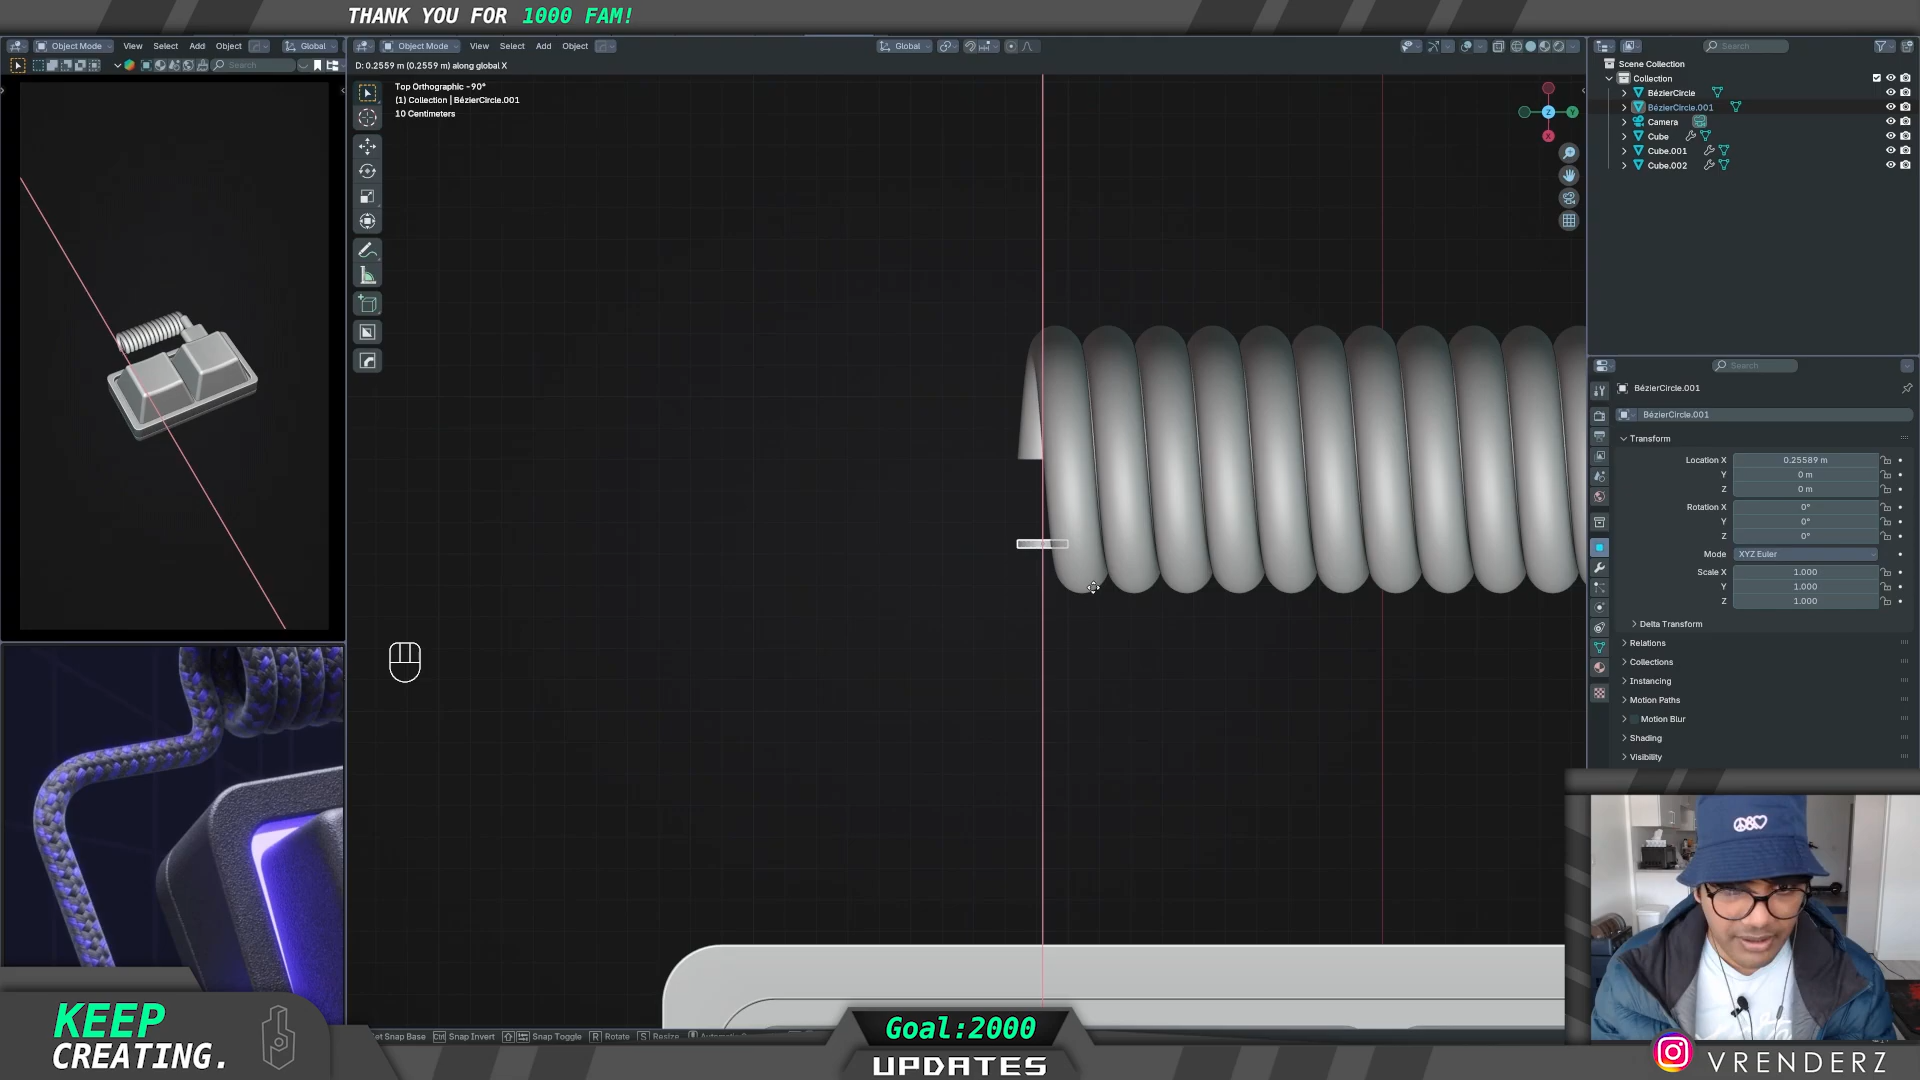 THANK YOU FOR 1000 FAM!
Object Mode
View
Select
Add
Object
Global
Search
Object Mode
View
Select
Add
Object
Global
D: 0.2559 m (0.2559 m) along global X
Top Orthographic -90°
(1) Collection | BézierCircle.001
10 Centimeters
Z
Y
X
Search
Scene Collection
Collection
BézierCircle
BézierCircle.001
Camera
Cube
Cube.001
Cube.002
Search
BézierCircle.001
BézierCircle.001
Transform
Location X 0.25589 m
Y 0 m
Z 0 m
Rotation X 0°
Y 0°
Z 0°
Mode XYZ Euler
Scale X 1.000
Y 1.000
Z 1.000
Delta Transform
Relations
Collections
Instancing
Motion Paths
Motion Blur
Shading
Visibility
KEEP
CREATING.
et Snap Base
Ctrl Snap Invert
Snap Toggle
R Rotate
S Resize
Goal:2000
UPDATES
VRENDERZ